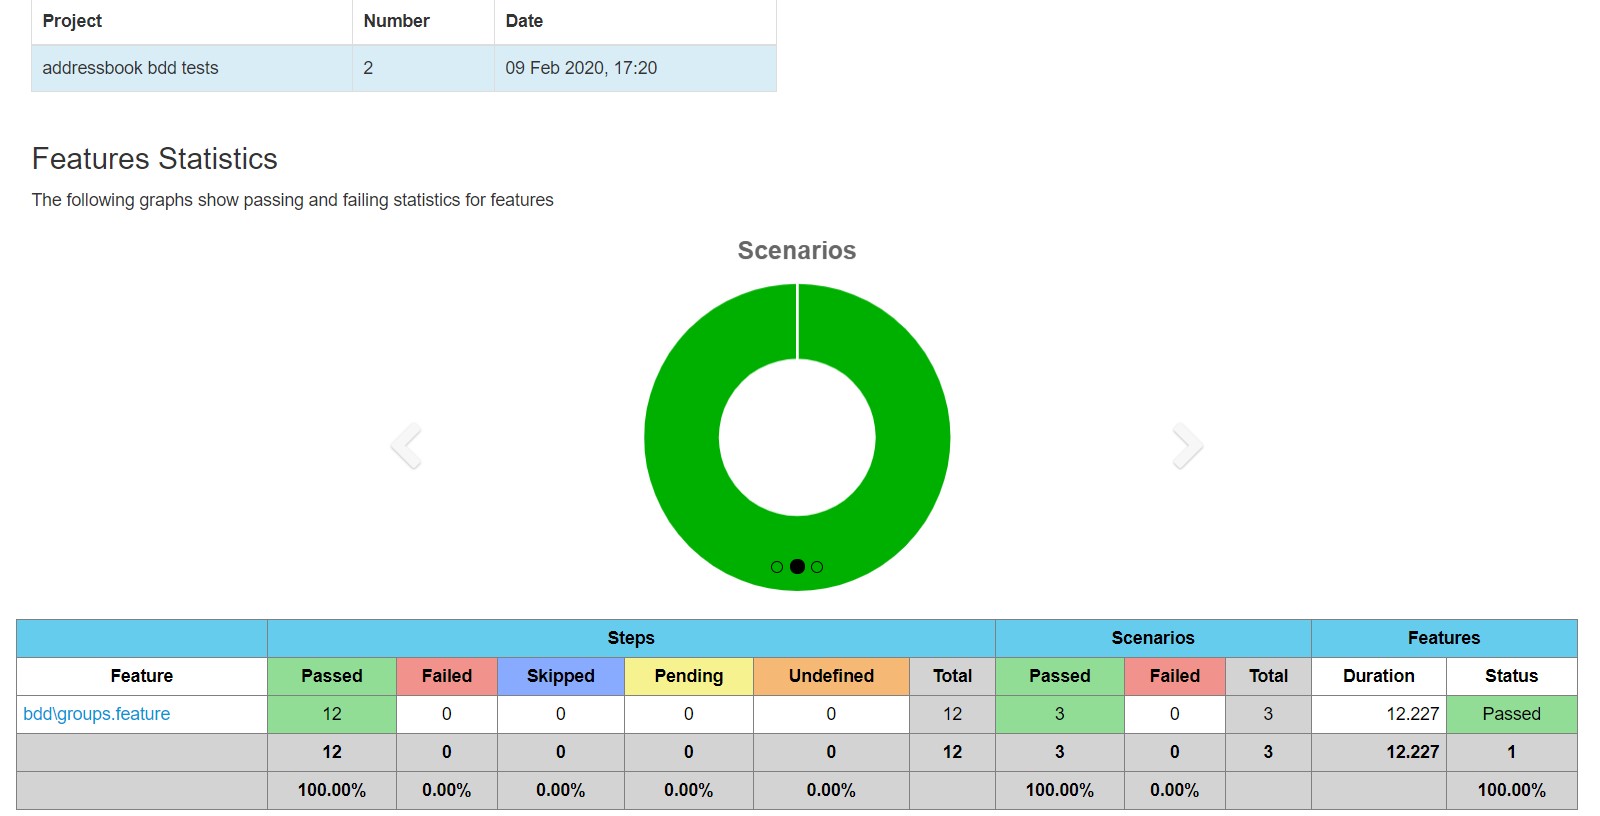 Project Number Date
addressbook bdd tests 2 09 Feb 2020, 17:20
Features Statistics
The following graphs show passing and failing statistics for features
Scenarios
Steps Scenarios Features
Feature Passed Failed Skipped Pending Undefined Total Passed Failed Total Duration Status
bdd\groups.feature 12 0 0 0 0 12 3 0 3 12.227 Passed
12 0 0 0 0 12 3 0 3 12.227 1
100.00% 0.00% 0.00% 0.00% 0.00% 100.00% 0.00% 100.00%